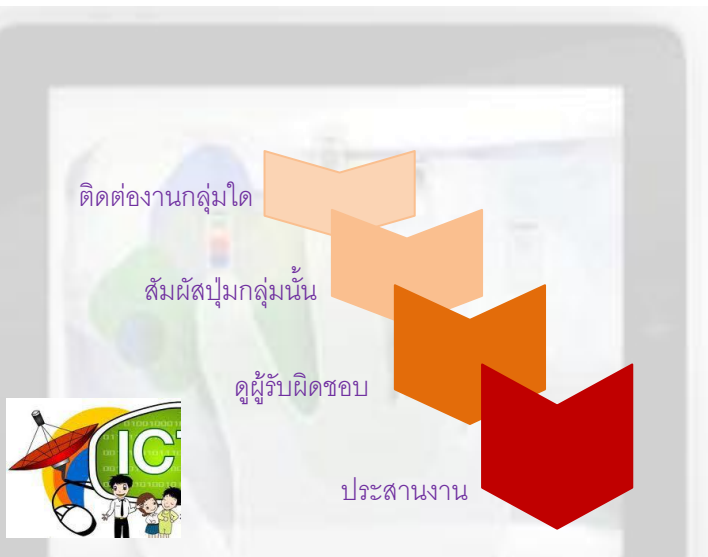 ติดต่องานกลุ่มใด
สัมผัสปุ่มกลุ่มนั้น
ดูผู้รับผิดชอบ
ประสานงาน
IC